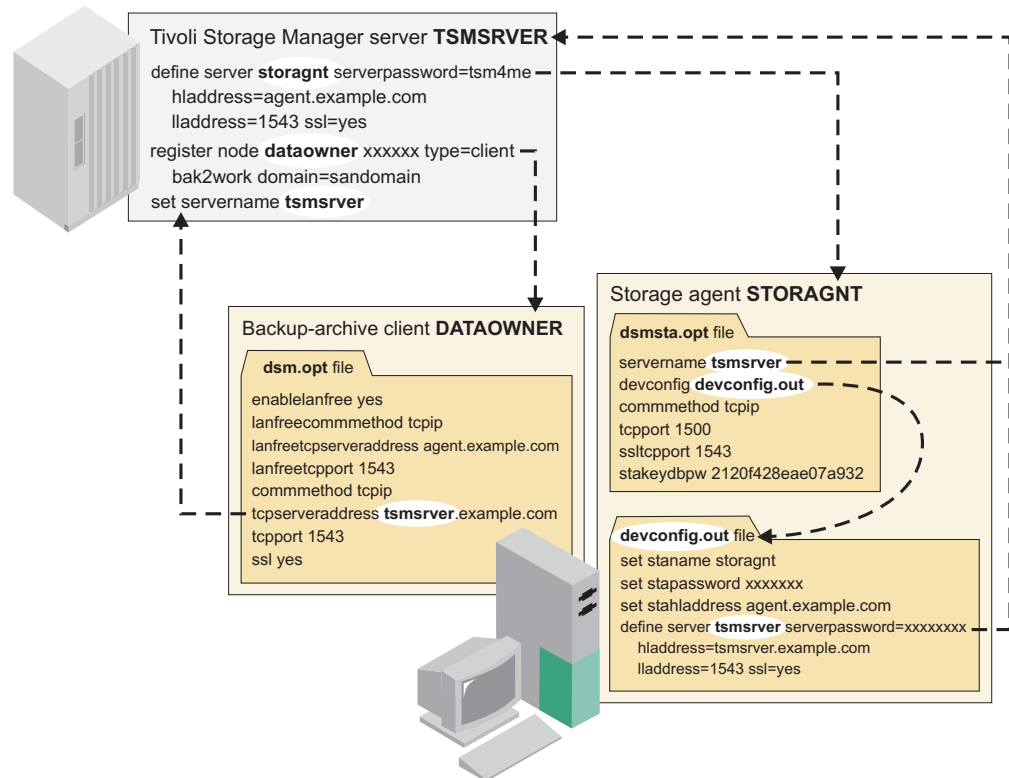 Tivoli Storage Manager server TSMSRVER
define server storagnt serverpassword=tsm4me
hladdress=agent.example.com
lladdress=1543 ssl=yes
register node dataowner xxxxxx type=client
bak2work domain=sandomain
set servername tsmsrver
Backup-archive client DATAOWNER
dsm.opt file
enablelanfree yes
lanfreecommmethod tcpip
lanfreetcpserveraddress agent.example.com
lanfreetcpport 1543
commmethod tcpip
tcpserveraddress tsmsrver.example.com
tcpport 1543
ssl yes
Storage agent STORAGNT
dsmsta.opt file
servername tsmsrver
devconfig devconfig.out
commmethod tcpip
tcpport 1500
ssltcpport 1543
stakeydbpw 2120f428eae07a932
devconfig.out file
set staname storagnt
set stapassword xxxxxxx
set stahladdress agent.example.com
define server tsmsrver serverpassword=xxxxxxxx
hladdress=tsmsrver.example.com
lladdress=1543 ssl=yes